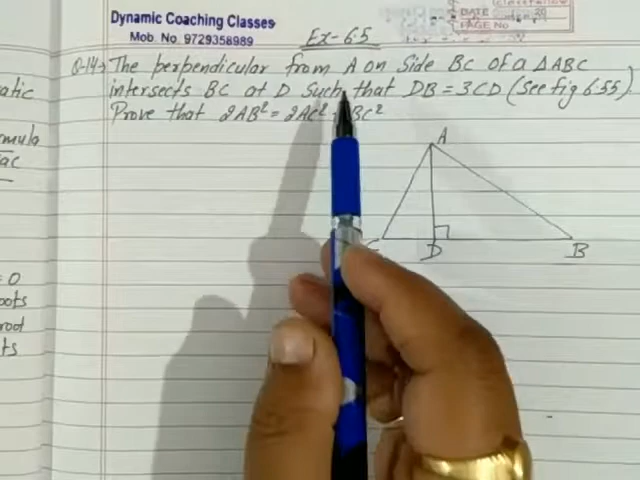 Dynamic Coaching Classes
Mob. No. 9729358989
DATE
PAGE No
Ex-6.5
Q-14→ The perpendicular from A on Side BC of a ΔABC
intersects BC at D Such that DB = 3CD (See fig 6.55).
Prove that 2AB² = 2AC² BC²
atic
mula
ac
= 0
oots
root
ts
A
C
D
B